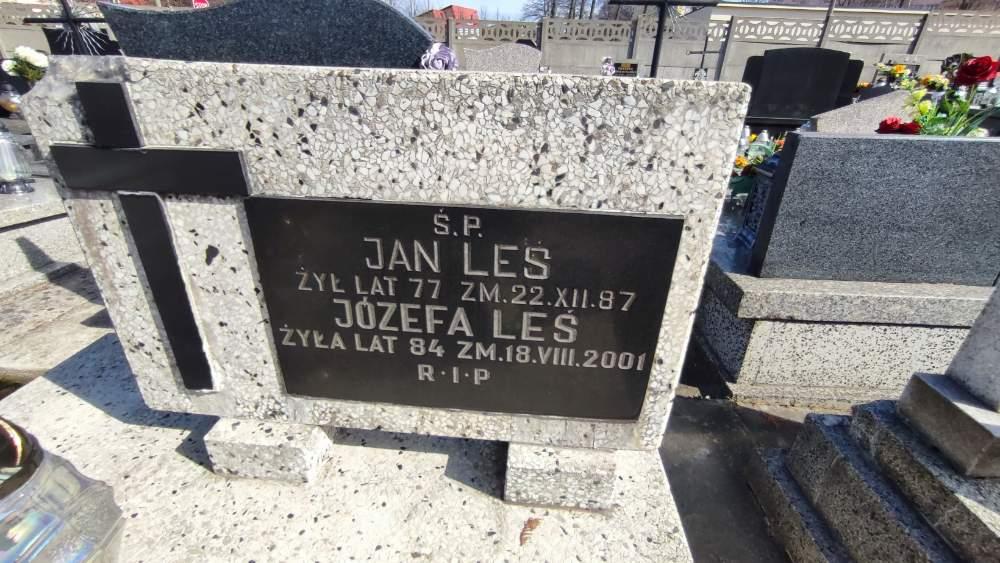 Ś.P.
JAN LEŚ
ŻYŁ LAT 77 ZM.22.XII.87
JÓZEFA LEŚ
ŻYŁA LAT 84 ZM.18.VIII.2001
R·I·P